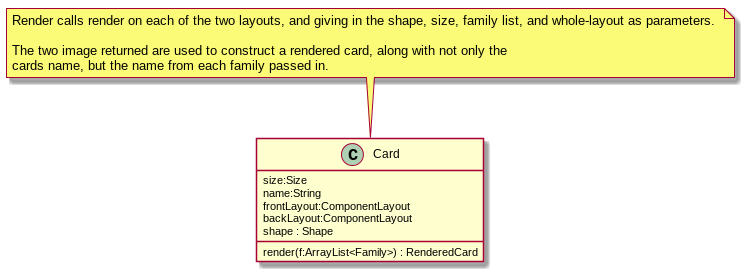 Render calls render on each of the two layouts, and giving in the shape, size, family list, and whole-layout as parameters.
The two image returned are used to construct a rendered card, along with not only the
cards name, but the name from each family passed in.
C Card
size:Size
name:String
frontLayout:ComponentLayout
backLayout:ComponentLayout
shape : Shape
render(f:ArrayList<Family>) : RenderedCard